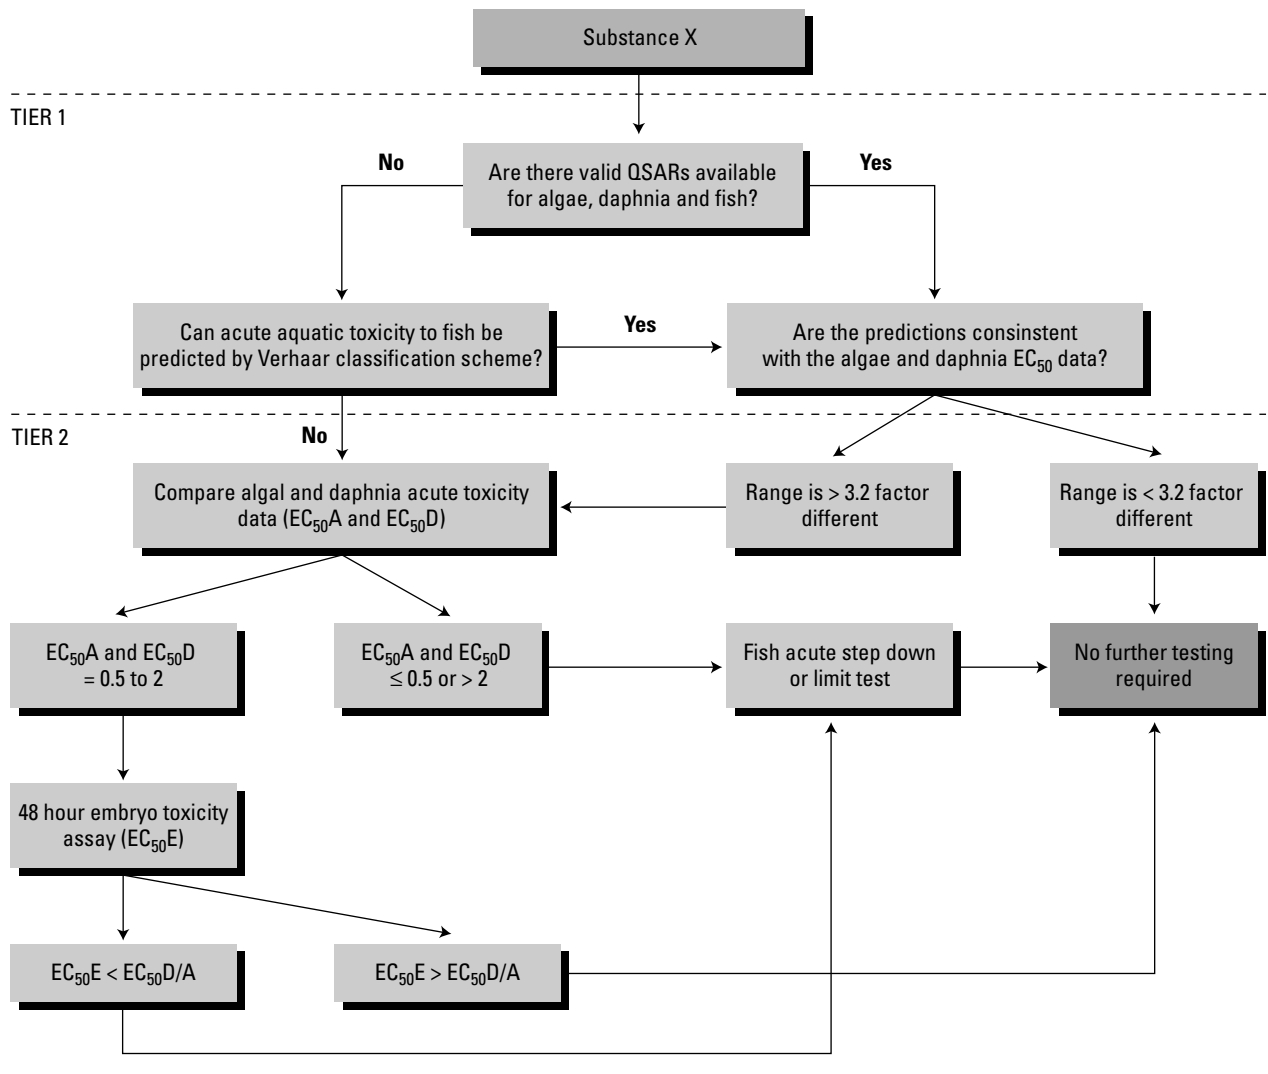 Substance X
TIER 1
No
Yes
Are there valid QSARs available
for algae, daphnia and fish?
Can acute aquatic toxicity to fish be
predicted by Verhaar classification scheme?
Yes
Are the predictions consinstent
with the algae and daphnia EC50 data?
TIER 2
No
Compare algal and daphnia acute toxicity
data (EC50A and EC50D)
Range is > 3.2 factor
different
Range is < 3.2 factor
different
EC50A and EC50D
= 0.5 to 2
EC50A and EC50D
≤ 0.5 or > 2
Fish acute step down
or limit test
No further testing
required
48 hour embryo toxicity
assay (EC50E)
EC50E < EC50D/A
EC50E > EC50D/A